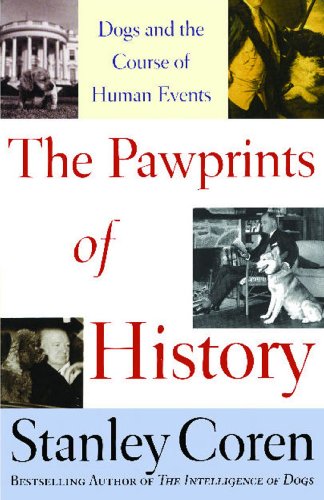 Dogs and the
Course of
Human Events
The Pawprints
of
History
Stanley Coren
BESTSELLING AUTHOR OF THE INTELLIGENCE OF DOGS